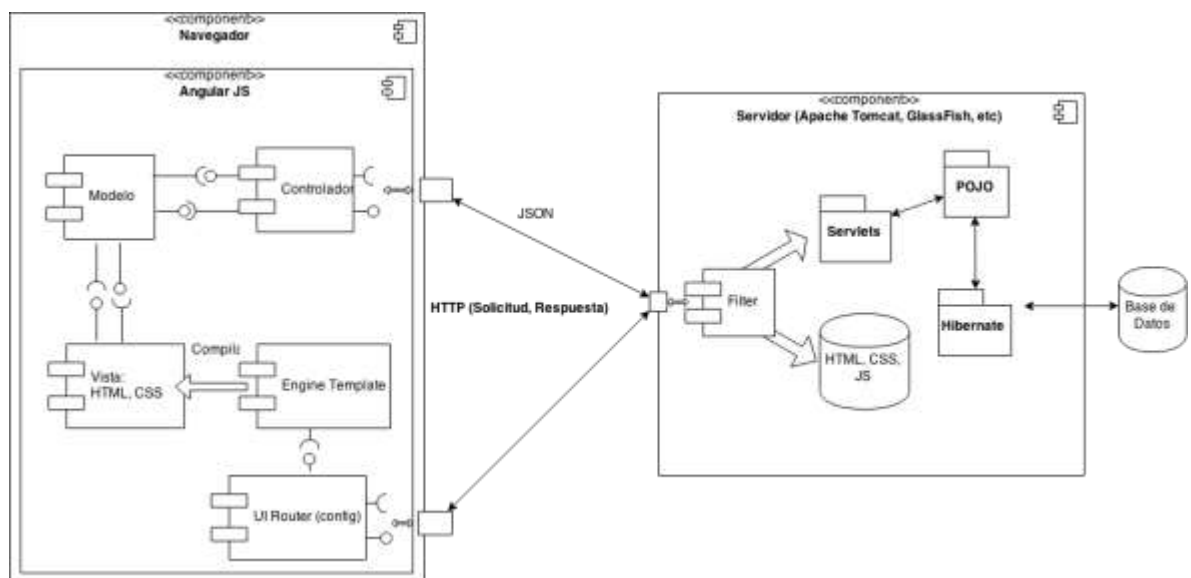 <<component>>
Navegador
<<component>>
Angular JS
Modelo
Controlador
Vista:
HTML, CSS
Compila
Engine Template
UI Router (config)
JSON
HTTP (Solicitud, Respuesta)
<<component>>
Servidor (Apache Tomcat, GlassFish, etc)
Filter
Servlets
POJO
Hibernate
HTML, CSS,
JS
Base de
Datos